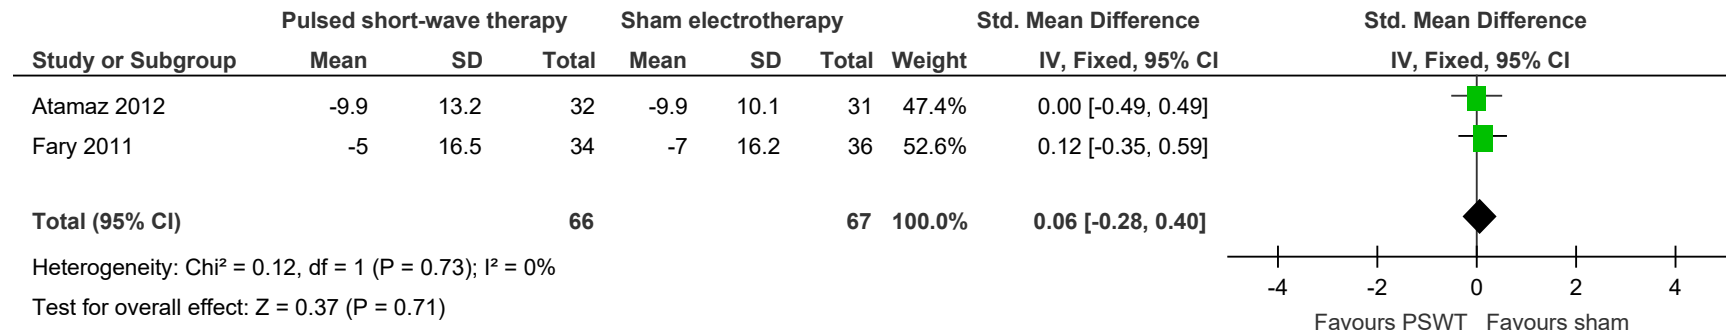 Pulsed short-wave therapy Sham electrotherapy Std. Mean Difference Std. Mean Difference
Study or Subgroup Mean SD Total Mean SD Total Weight IV, Fixed, 95% CI IV, Fixed, 95% CI
Atamaz 2012 -9.9 13.2 32 -9.9 10.1 31 47.4% 0.00 [-0.49, 0.49]
Fary 2011 -5 16.5 34 -7 16.2 36 52.6% 0.12 [-0.35, 0.59]
Total (95% CI) 66 67 100.0% 0.06 [-0.28, 0.40]
Heterogeneity: Chi² = 0.12, df = 1 (P = 0.73); I² = 0%
Test for overall effect: Z = 0.37 (P = 0.71)
-4 -2 0 2 4
Favours PSWT Favours sham